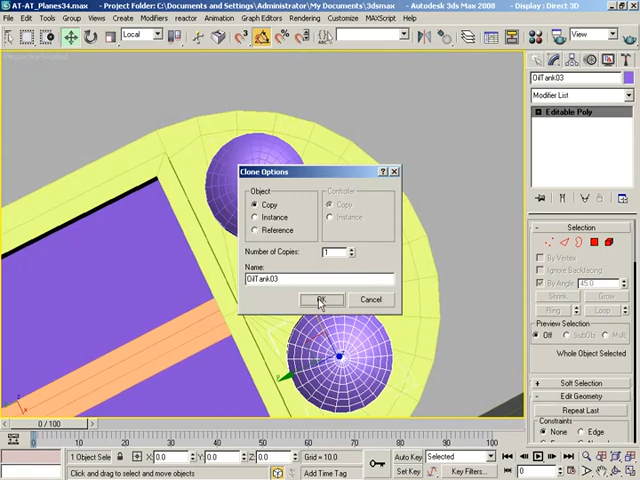 AT-AT_Planes34.max - Project Folder: C:\Documents and Settings\Administrator\My Documents\3dsmax - Autodesk 3ds Max 2008 - Display: Direct 3D
File Edit Tools Group Views Create Modifiers reactor Animation Graph Editors Rendering Customize MAXScript Help
Local
View
Perspective
OilTank03
Modifier List
Editable Poly
Clone Options
Object
Copy
Instance
Reference
Controller
Copy
Instance
Number of Copies: 1
Name:
OilTank03
OK
Cancel
Selection
By Vertex
Ignore Backfacing
By Angle: 45.0
Shrink
Grow
Ring
Loop
Preview Selection
Off
SubObj
Multi
Whole Object Selected
Soft Selection
Edit Geometry
Repeat Last
Constraints
None
Edge
0 / 100
0 10 20 30 40 50 60 70 80 90 100
1 Object Sele
X: 0.0
Y: 0.0
Z: 0.0
Grid = 10.0
Auto Key
Selected
Click and drag to select and move objects
Add Time Tag
Set Key
Key Filters...
0